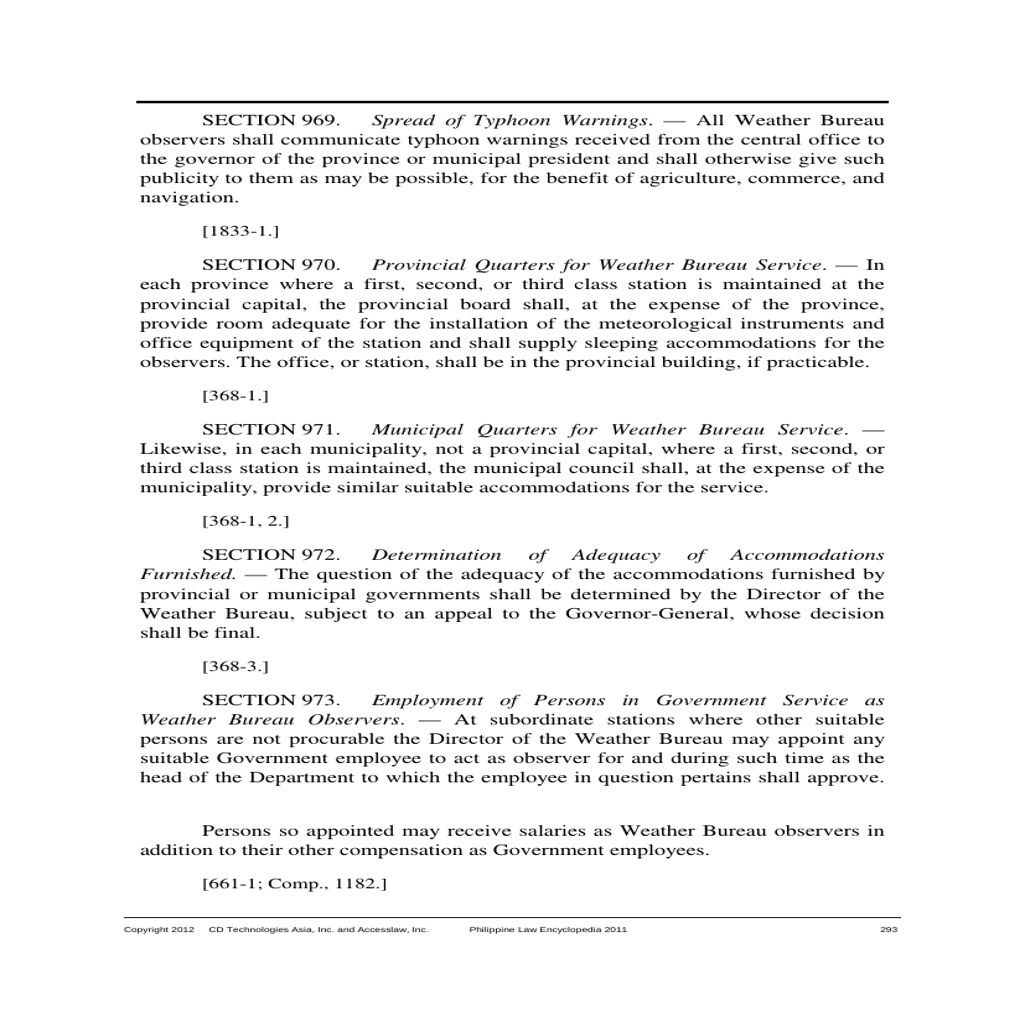 SECTION 969. Spread of Typhoon Warnings. — All Weather Bureau
observers shall communicate typhoon warnings received from the central office to
the governor of the province or municipal president and shall otherwise give such
publicity to them as may be possible, for the benefit of agriculture, commerce, and
navigation.
[1833-1.]
SECTION 970. Provincial Quarters for Weather Bureau Service. — In
each province where a first, second, or third class station is maintained at the
provincial capital, the provincial board shall, at the expense of the province,
provide room adequate for the installation of the meteorological instruments and
office equipment of the station and shall supply sleeping accommodations for the
observers. The office, or station, shall be in the provincial building, if practicable.
[368-1.]
SECTION 971. Municipal Quarters for Weather Bureau Service. —
Likewise, in each municipality, not a provincial capital, where a first, second, or
third class station is maintained, the municipal council shall, at the expense of the
municipality, provide similar suitable accommodations for the service.
[368-1, 2.]
SECTION 972. Determination of Adequacy of Accommodations
Furnished. — The question of the adequacy of the accommodations furnished by
provincial or municipal governments shall be determined by the Director of the
Weather Bureau, subject to an appeal to the Governor-General, whose decision
shall be final.
[368-3.]
SECTION 973. Employment of Persons in Government Service as
Weather Bureau Observers. — At subordinate stations where other suitable
persons are not procurable the Director of the Weather Bureau may appoint any
suitable Government employee to act as observer for and during such time as the
head of the Department to which the employee in question pertains shall approve.
Persons so appointed may receive salaries as Weather Bureau observers in
addition to their other compensation as Government employees.
[661-1; Comp., 1182.]
Copyright 2012 CD Technologies Asia, Inc. and Accesslaw, Inc. Philippine Law Encyclopedia 2011 293